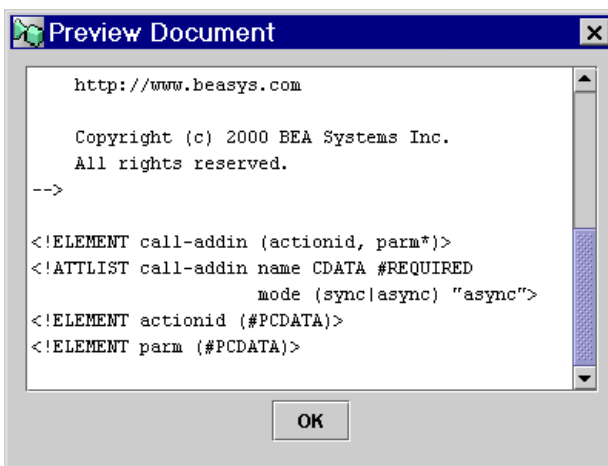 Preview Document
http://www.beasys.com
Copyright (c) 2000 BEA Systems Inc.
All rights reserved.
-->
<!ELEMENT call-addin (actionid, parm*)>
<!ATTLIST call-addin name CDATA #REQUIRED
mode (sync|async) "async">
<!ELEMENT actionid (#PCDATA)>
<!ELEMENT parm (#PCDATA)>
OK